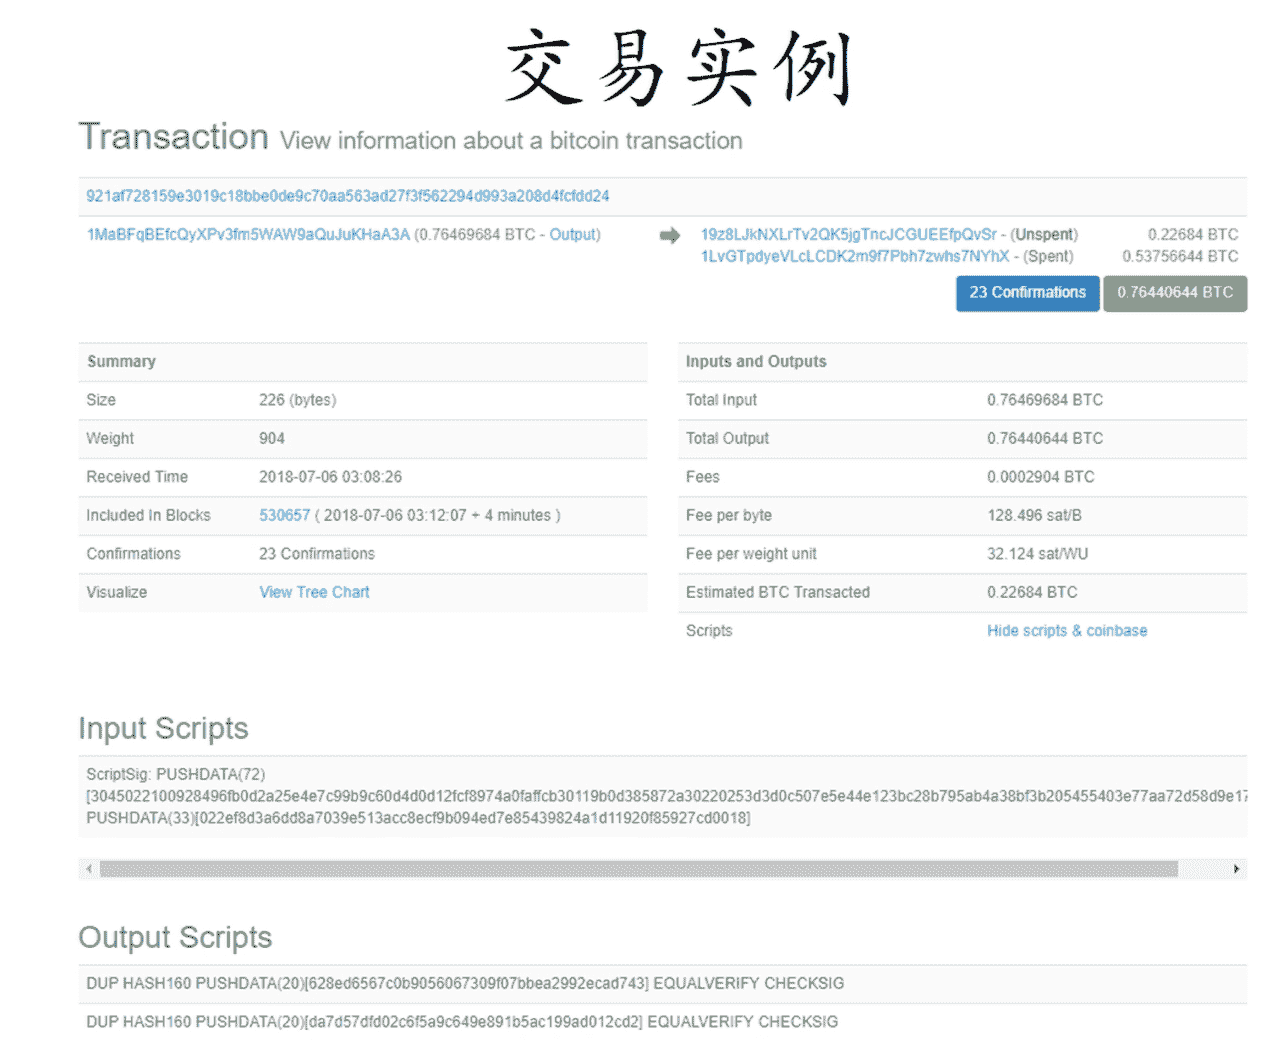 交易实例
Transaction View information about a bitcoin transaction
921af728159e3019c18bbe0de9c70aa563ad27f3f562294d993a208d4fcfdd24
1MaBFqBEfcQyXPv3fm5WAW9aQuJuKHaA3A (0.76469684 BTC - Output)
19z8LJkNXLrTv2QK5jgTncJCGUEEfpQvSr - (Unspent) 0.22684 BTC
1LvGTpdyeVLcLCDK2m9f7Pbh7zwhs7NYhX - (Spent) 0.53756644 BTC
23 Confirmations 0.76440644 BTC
Summary
Size 226 (bytes)
Weight 904
Received Time 2018-07-06 03:08:26
Included In Blocks 530657 ( 2018-07-06 03:12:07 + 4 minutes )
Confirmations 23 Confirmations
Visualize View Tree Chart
Inputs and Outputs
Total Input 0.76469684 BTC
Total Output 0.76440644 BTC
Fees 0.0002904 BTC
Fee per byte 128.496 sat/B
Fee per weight unit 32.124 sat/WU
Estimated BTC Transacted 0.22684 BTC
Scripts Hide scripts & coinbase
Input Scripts
ScriptSig: PUSHDATA(72)
[3045022100928496fb0d2a25e4e7c99b9c60d4d0d12fcf8974a0faffcb30119b0d385872a30220253d3d0c507e5e44e123bc28b795ab4a38bf3b205455403e77aa72d58d9e17
PUSHDATA(33)[022ef8d3a6dd8a7039e513acc8ecf9b094ed7e85439824a1d11920f85927cd0018]
Output Scripts
DUP HASH160 PUSHDATA(20)[628ed6567c0b9056067309f07bbea2992ecad743] EQUALVERIFY CHECKSIG
DUP HASH160 PUSHDATA(20)[da7d57dfd02c6f5a9c649e891b5ac199ad012cd2] EQUALVERIFY CHECKSIG